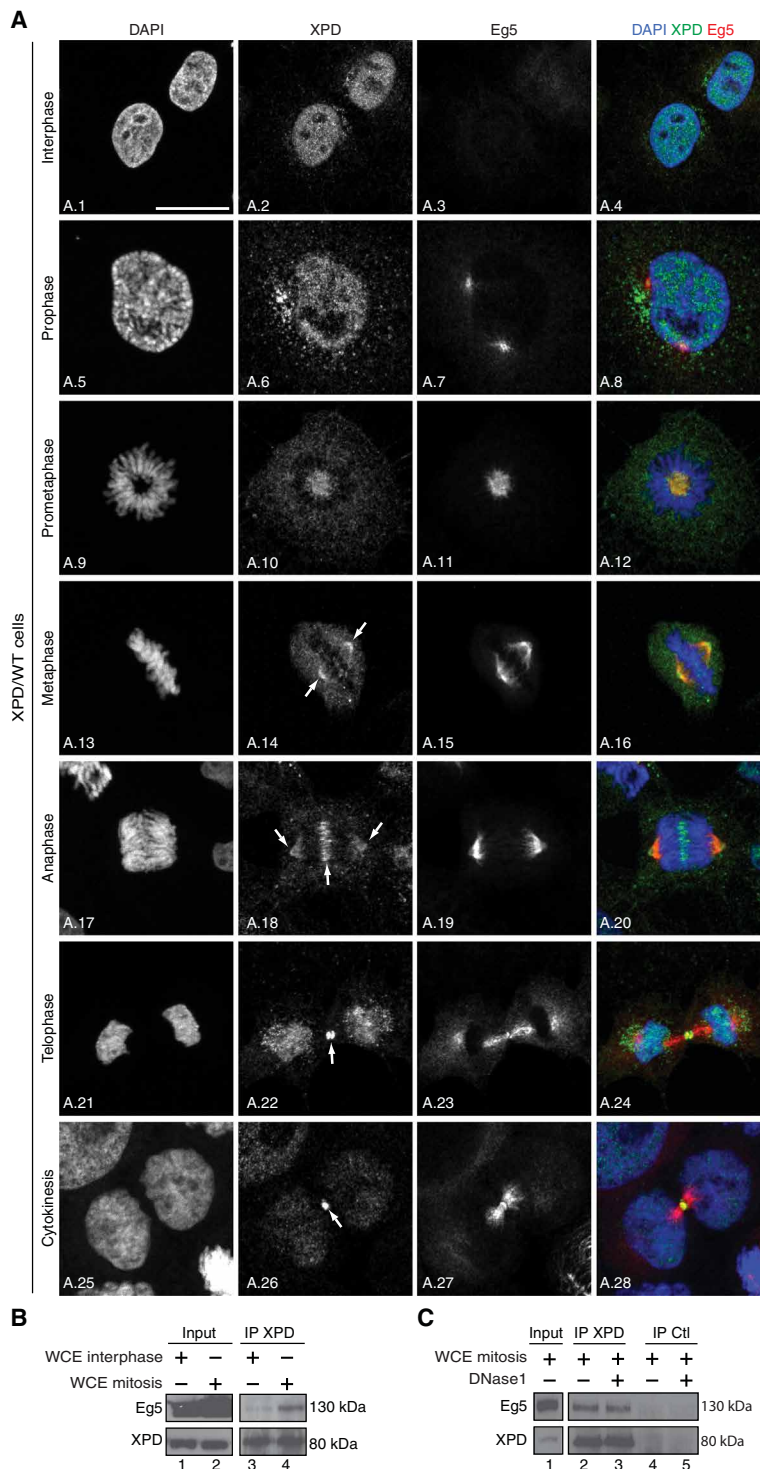 A
DAPI XPD Eg5 DAPI XPD Eg5
XPD/WT cells
Interphase
A.1 A.2 A.3 A.4
Prophase
A.5 A.6 A.7 A.8
Prometaphase
A.9 A.10 A.11 A.12
Metaphase
A.13 A.14 A.15 A.16
Anaphase
A.17 A.18 A.19 A.20
Telophase
A.21 A.22 A.23 A.24
Cytokinesis
A.25 A.26 A.27 A.28
B
Input IP XPD
WCE interphase + – + –
WCE mitosis – + – +
Eg5 130 kDa
XPD 80 kDa
1 2 3 4
C
Input IP XPD IP Ctl
WCE mitosis + + + + +
DNase1 + +
Eg5 130 kDa
XPD 80 kDa
1 2 3 4 5